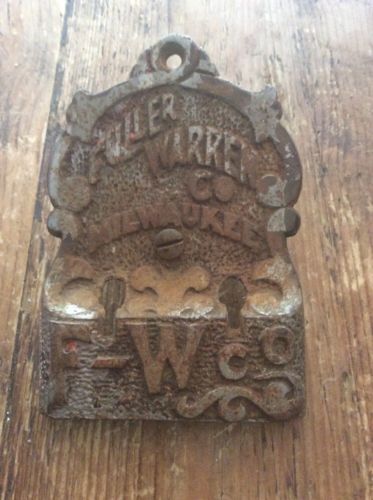 FULLER
WARREN
CO
MILWAUKEE
F-W CO